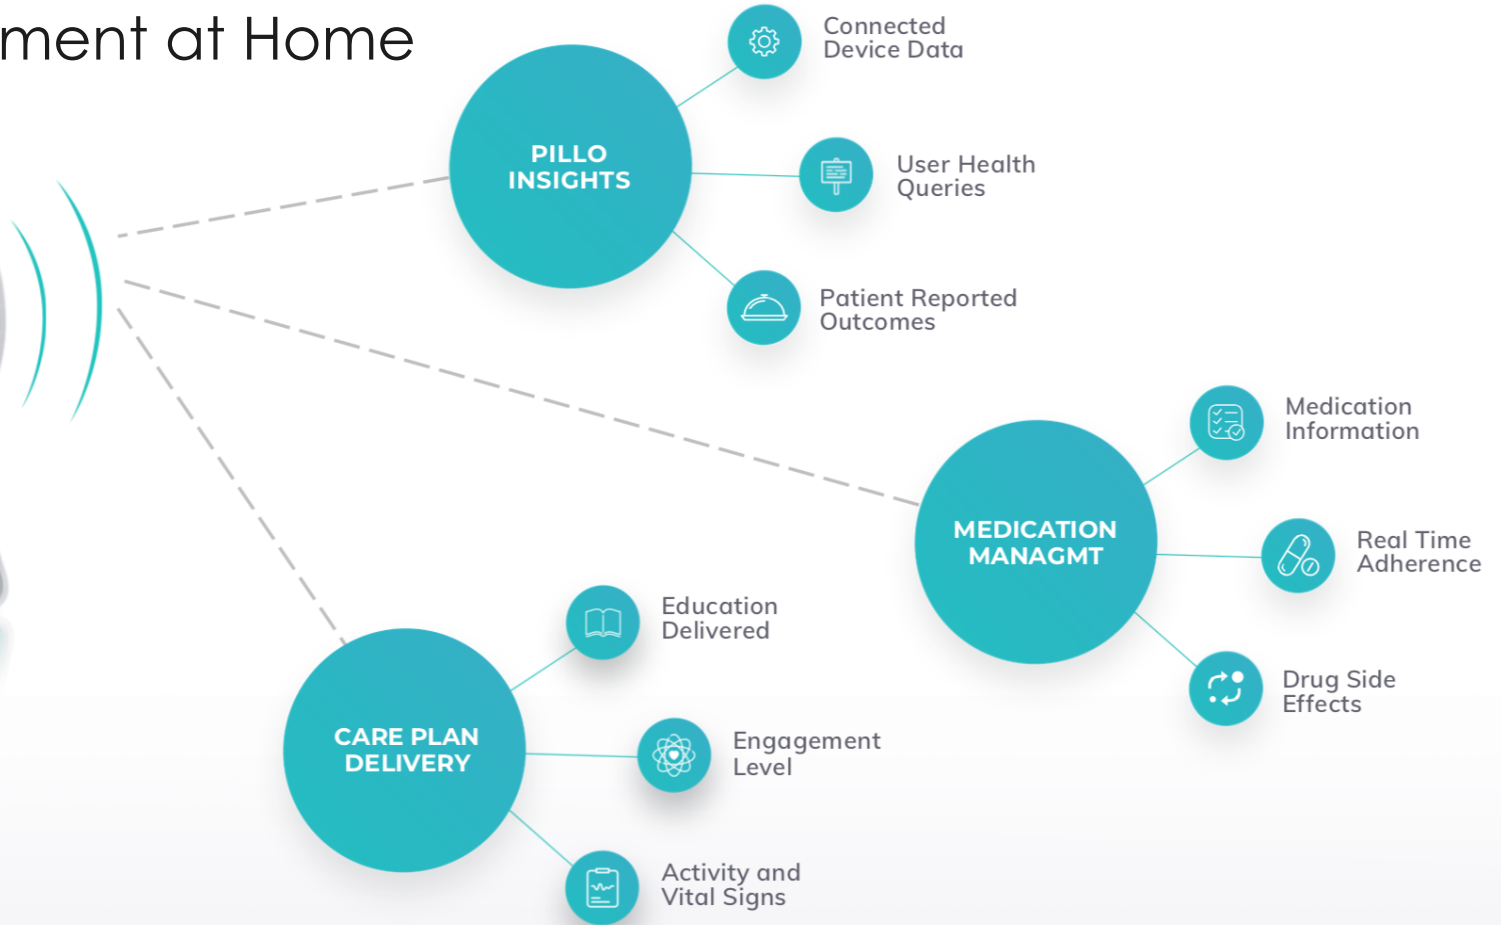 ment at Home
Connected
Device Data
PILLO
INSIGHTS
User Health
Queries
Patient Reported
Outcomes
Medication
Information
MEDICATION
MANAGMT
Real Time
Adherence
Drug Side
Effects
Education
Delivered
CARE PLAN
DELIVERY
Engagement
Level
Activity and
Vital Signs